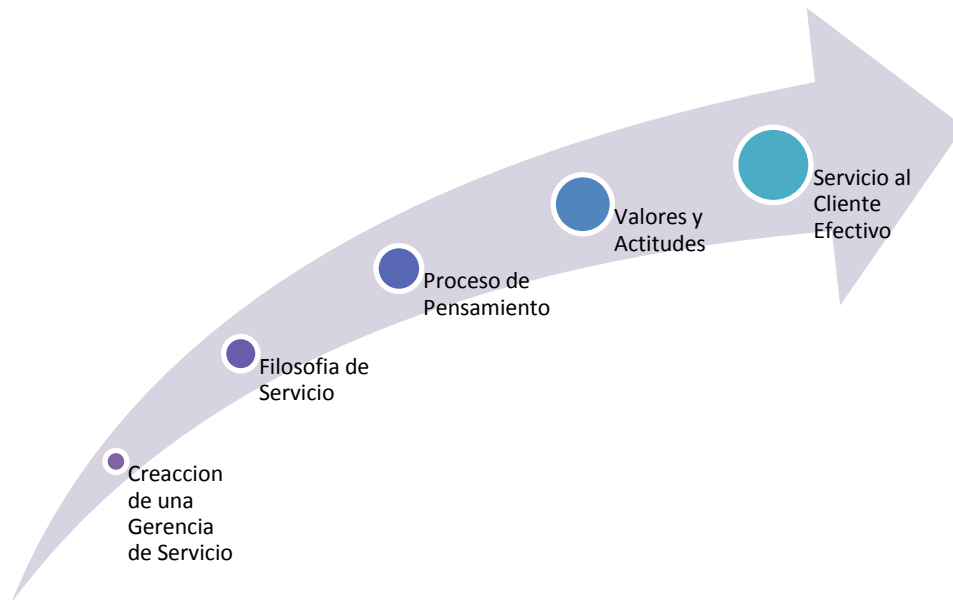 Creaccion
de una
Gerencia
de Servicio
Filosofia de
Servicio
Proceso de
Pensamiento
Valores y
Actitudes
Servicio al
Cliente
Efectivo